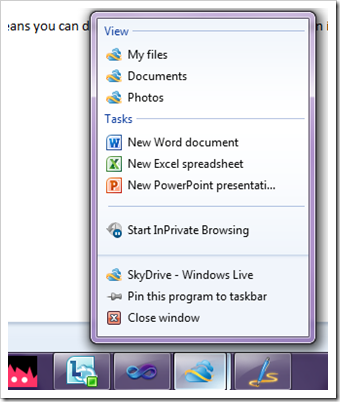 eans you can d
n i
View
My files
Documents
Photos
Tasks
New Word document
New Excel spreadsheet
New PowerPoint presentati...
Start InPrivate Browsing
SkyDrive - Windows Live
Pin this program to taskbar
Close window